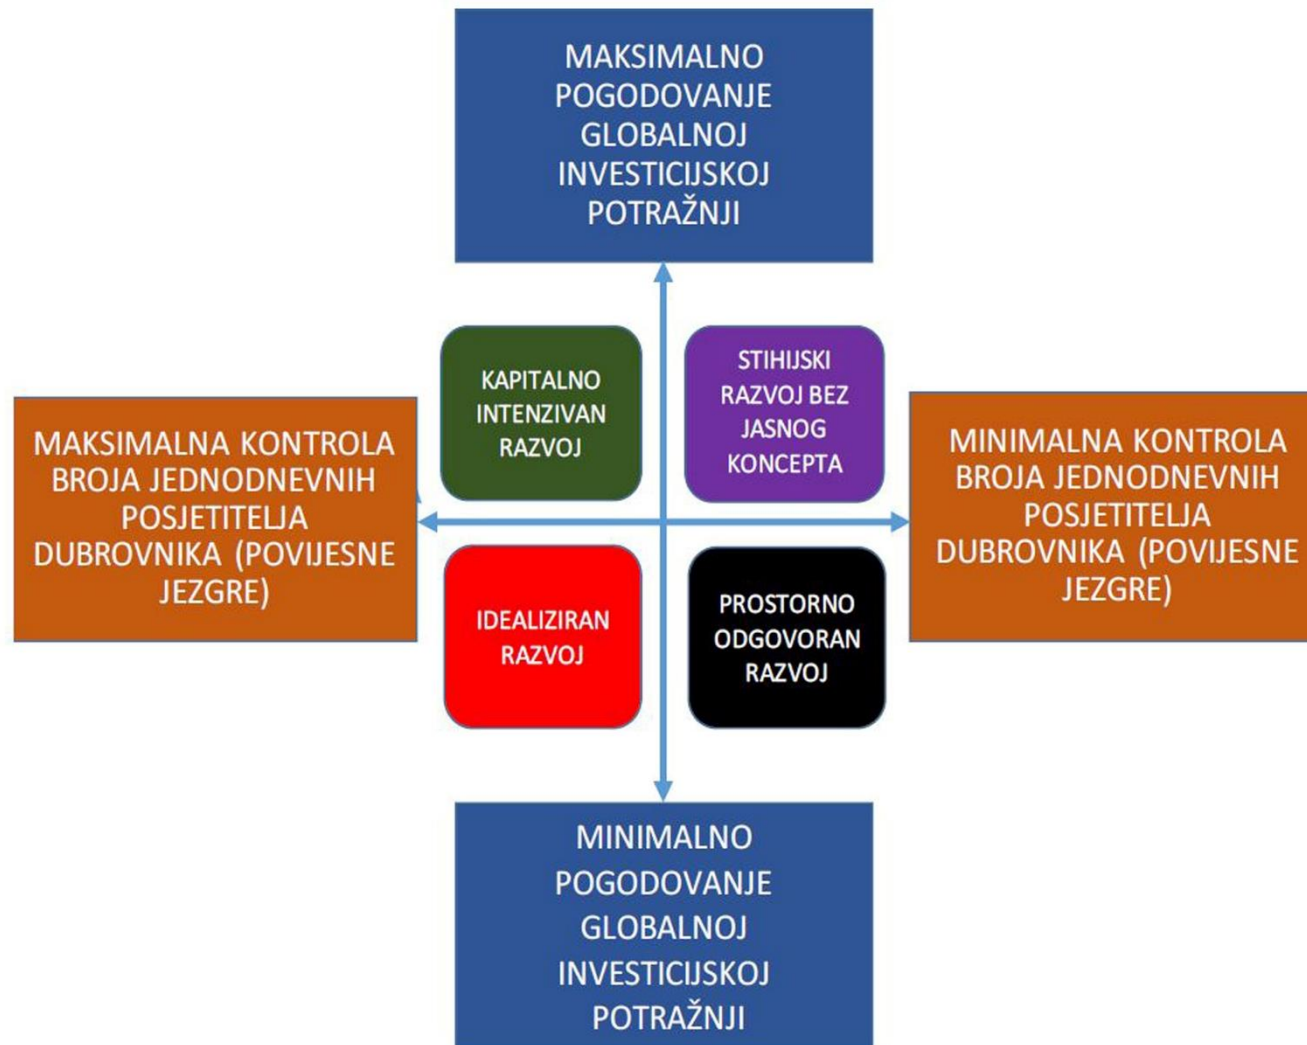 MAKSIMALNO
POGODOVANJE
GLOBALNOJ
INVESTICIJSKOJ
POTRAŽNJI
KAPITALNO
INTENZIVAN
RAZVOJ
STIHIJSKI
RAZVOJ BEZ
JASNOG
KONCEPTA
MAKSIMALNA KONTROLA
BROJA JEDNODNEVNIH
POSJETITELJA
DUBROVNIKA (POVIJESNE
JEZGRE)
MINIMALNA KONTROLA
BROJA JEDNODNEVNIH
POSJETITELJA
DUBROVNIKA (POVIJESNE
JEZGRE)
IDEALIZIRAN
RAZVOJ
PROSTORNO
ODGOVORAN
RAZVOJ
MINIMALNO
POGODOVANJE
GLOBALNOJ
INVESTICIJSKOJ
POTRAŽNJI